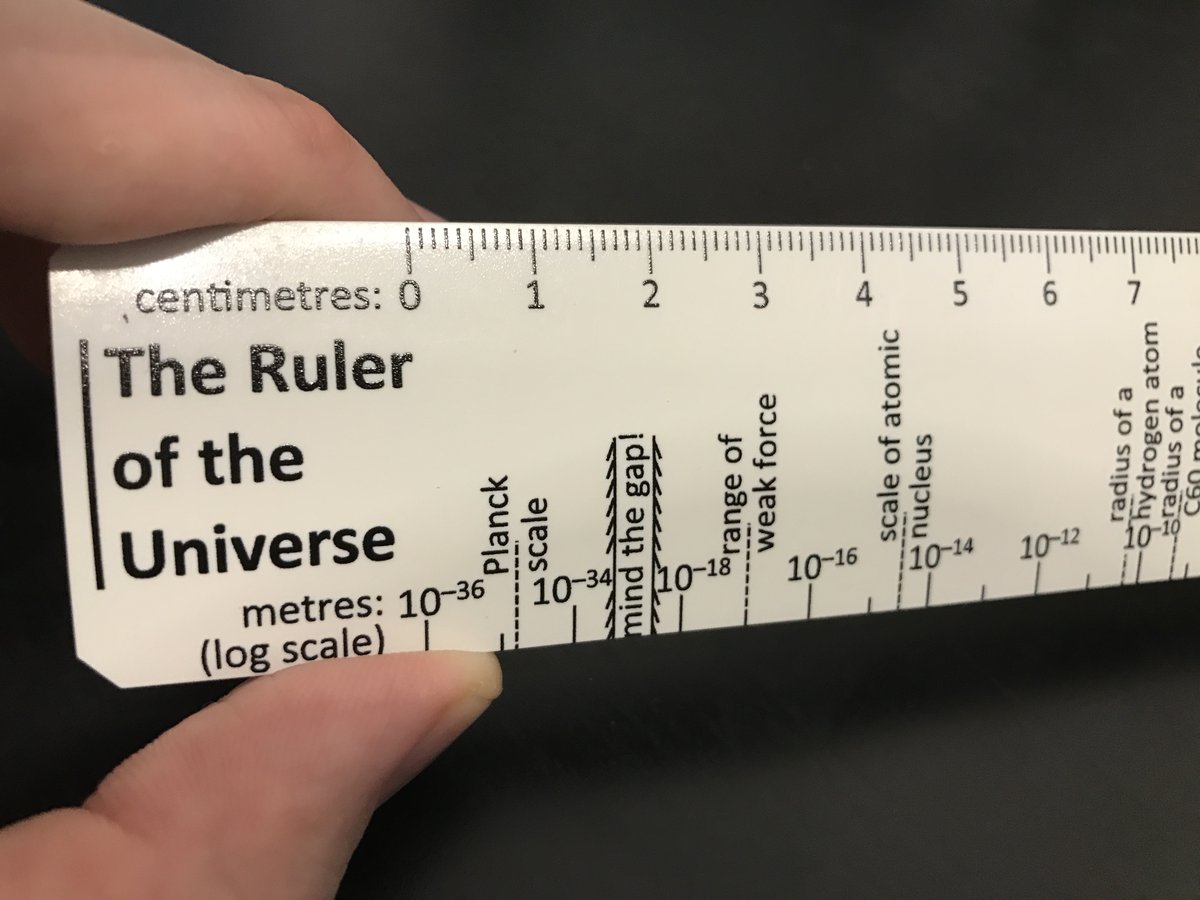 centimetres: 0 1 2 3 4 5 6 7
The Ruler
of the
Universe
metres: 10⁻³⁶ 10⁻³⁴ 10⁻¹⁸ 10⁻¹⁶ 10⁻¹⁴ 10⁻¹² 10⁻¹⁰
(log scale)
Planck
scale
mind the gap!
range of
weak force
scale of atomic
nucleus
radius of a
hydrogen atom
radius of a
C60 molecule